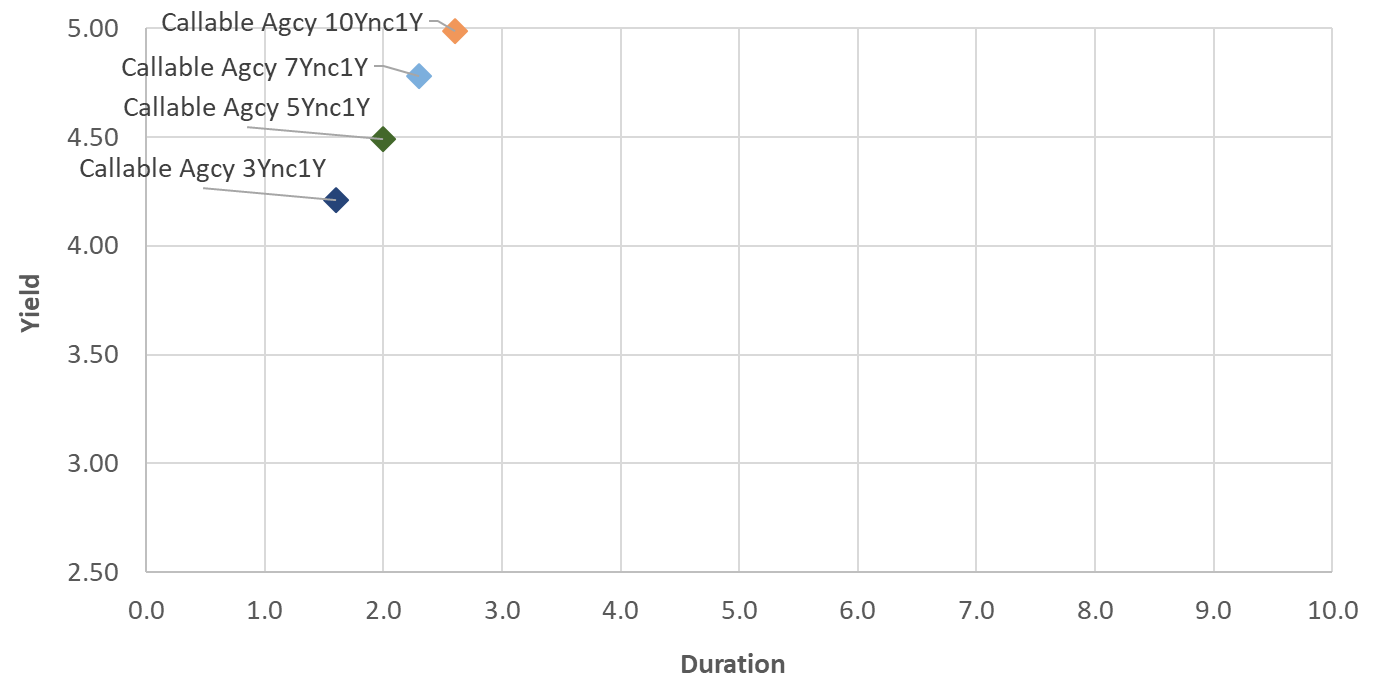 5.00
Callable Agcy 10Ync1Y
Callable Agcy 7Ync1Y
Callable Agcy 5Ync1Y
4.50
Callable Agcy 3Ync1Y
4.00
3.50
3.00
2.50
Yield
0.0 1.0 2.0 3.0 4.0 5.0 6.0 7.0 8.0 9.0 10.0
Duration